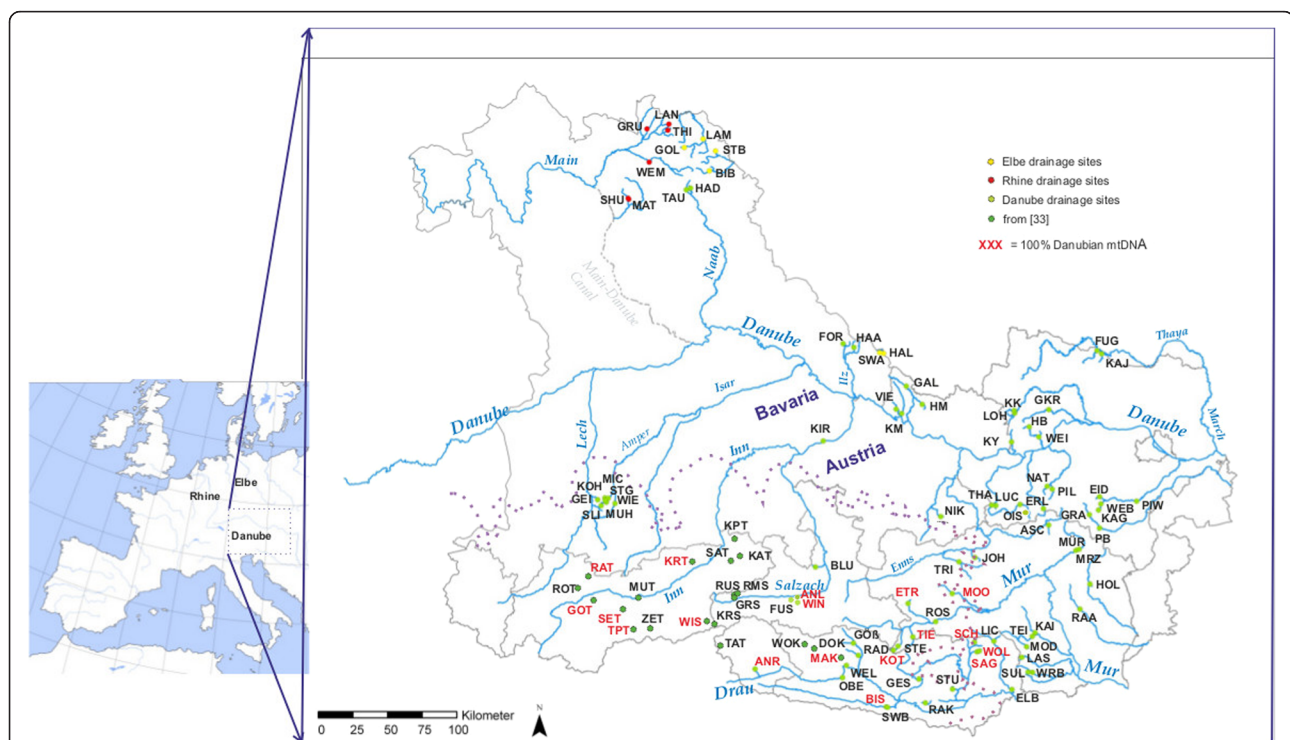 LAN
GRU
THI
LAM
GOL
STB
Main
WEM
BIB
HAD
TAU
SHU
MAT
Elbe drainage sites
Rhine drainage sites
Danube drainage sites
from [33]
XXX = 100% Danubian mtDNA
Naab
Main-Danube
Canal
Danube
FOR
HAA
SWA
HAL
FUG
Thaya
KAJ
Ilz
Isar
GAL
Bavaria
VIE
HM
KM
KK
GKR
LOH
HB
Danube
March
KY
WEI
Danube
Lech
Amper
Inn
KIR
Austria
Elbe
Rhine
Danube
MIC
KOH
STG
GEI
WIE
SLI
MUH
NAT
PIL
THA
LUC
ERL
OIS
EID
WEB
PIW
GRA
KAG
NIK
ASC
PB
KPT
SAT
KAT
KRT
RAT
ROT
MUT
Inn
RUS
RMS
GRS
Salzach
BLU
ANL
FUS
WIN
Enns
TRI
JOH
Mur
MÜR
MRZ
HOL
MOO
ETR
ROS
RAA
GOT
SET
TPT
ZET
WIS
KRS
TAT
WOK
DOK
GÖß
MAK
RAD
KOT
TIE
STE
SCH
LIC
WOL
SAG
TEI
KAI
MOD
LAS
Mur
ANR
WEL
OBE
GES
STU
SUL
WRB
Drau
BIS
SWB
RAK
ELB
Kilometer
0 25 50 75 100
N